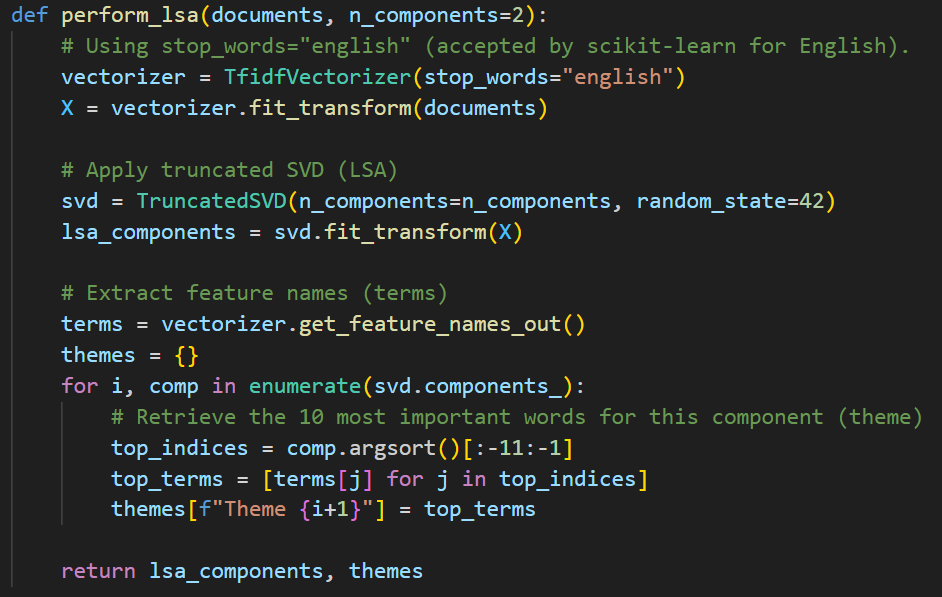 def perform_lsa(documents, n_components=2):
    # Using stop_words="english" (accepted by scikit-learn for English).
    vectorizer = TfidfVectorizer(stop_words="english")
    X = vectorizer.fit_transform(documents)

    # Apply truncated SVD (LSA)
    svd = TruncatedSVD(n_components=n_components, random_state=42)
    lsa_components = svd.fit_transform(X)

    # Extract feature names (terms)
    terms = vectorizer.get_feature_names_out()
    themes = {}
    for i, comp in enumerate(svd.components_):
        # Retrieve the 10 most important words for this component (theme)
        top_indices = comp.argsort()[:-11:-1]
        top_terms = [terms[j] for j in top_indices]
        themes[f"Theme {i+1}"] = top_terms

    return lsa_components, themes